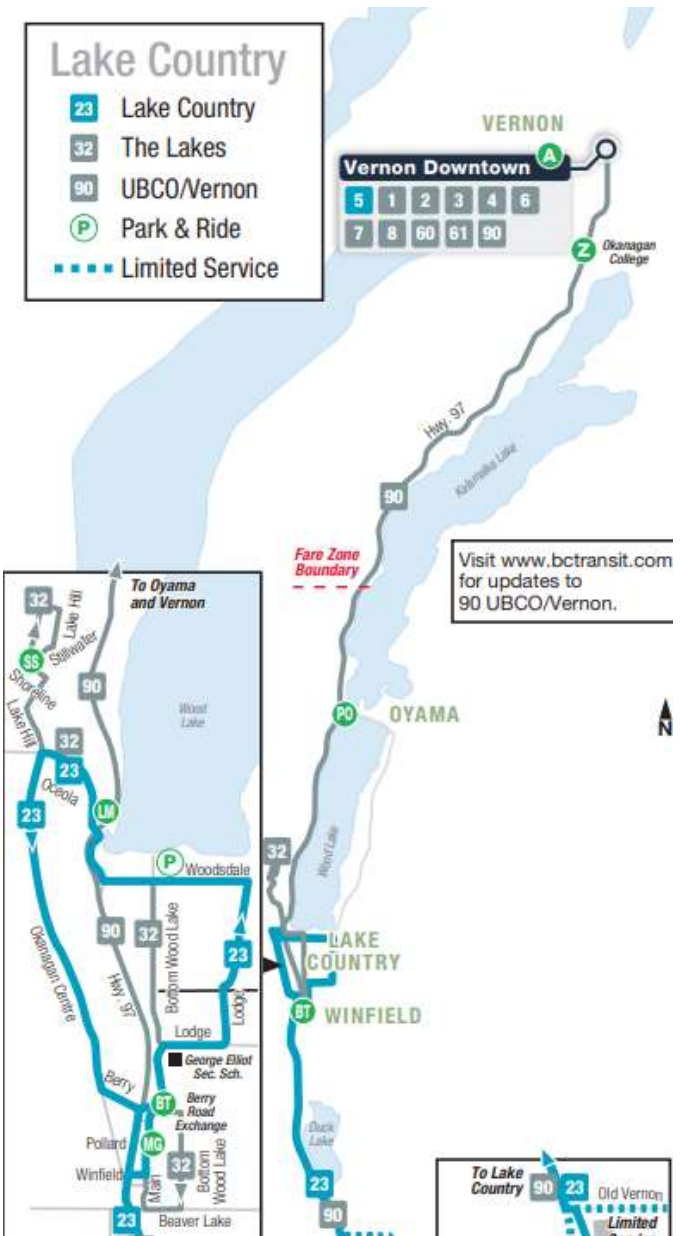 Lake Country
23 Lake Country
32 The Lakes
90 UBCO/Vernon
P Park & Ride
Limited Service
VERNON
A
Vernon Downtown
5 1 2 3 4 6
7 8 60 61 90
Z
Okanagan
College
Hwy. 97
Kalamalka Lake
90
Fare Zone
Boundary
Visit www.bctransit.com
for updates to
90 UBCO/Vernon.
PO
OYAMA
N
Wood Lake
32
LAKE
COUNTRY
BT
WINFIELD
Duck
Lake
23
90
To Oyama
and Vernon
32
Lake Hill
Stillwater
SS
Shoreline
Lake Hill
90
Wood
Lake
32
23
Oceola
23
LM
P
Woodsdale
90
32
Bottom Wood Lake
23
Okanagan Centre
Hwy. 97
Lodge
Lodge
George Elliot
Sec. Sch.
Berry
BT
Berry
Road
Exchange
Pollard
MG
Winfield
Main
32
Bottom
Wood Lake
23
Beaver Lake
To Lake
Country
90
23
Old Vernon
Limited